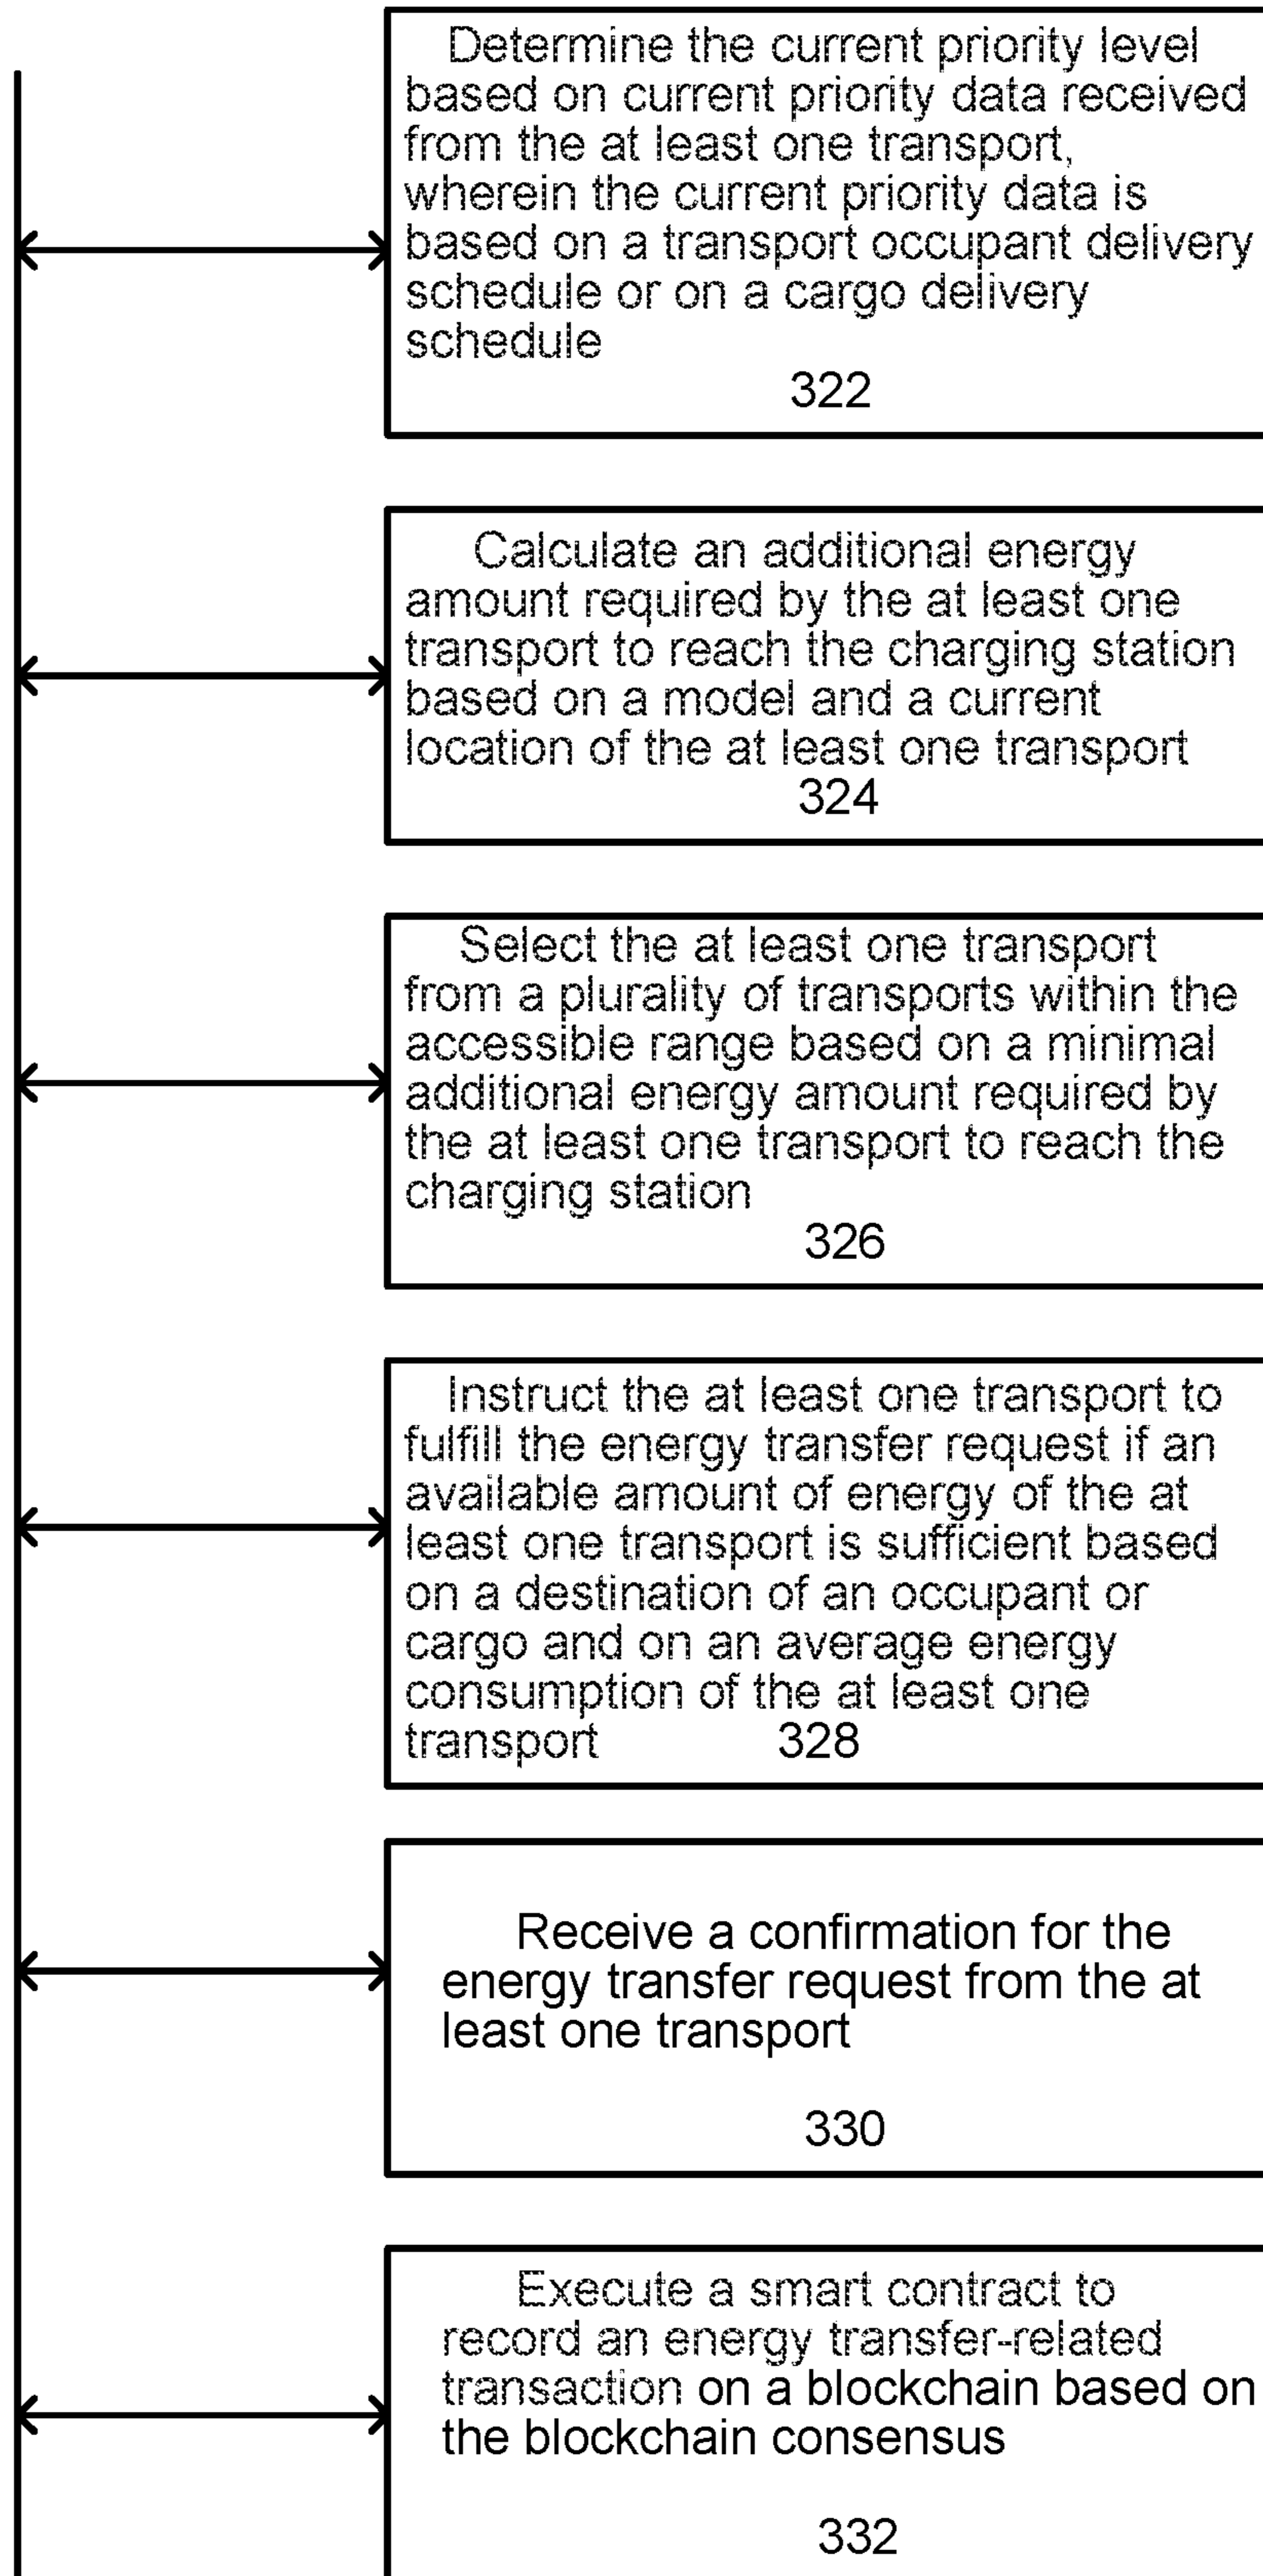 Determine the current priority level
based on current priority data received
from the at least one transport,
wherein the current priority data is
based on a transport occupant delivery
schedule or on a cargo delivery
schedule
322
Calculate an additional energy
amount required by the at least one
transport to reach the charging station
based on a model and a current
location of the at least one transport
324
Select the at least one transport
from a plurality of transports within the
accessible range based on a minimal
additional energy amount required by
the at least one transport to reach the
charging station
326
Instruct the at least one transport to
fulfill the energy transfer request if an
available amount of energy of the at
least one transport is sufficient based
on a destination of an occupant or
cargo and on an average energy
consumption of the at least one
transport 328
Receive a confirmation for the
energy transfer request from the at
least one transport
330
Execute a smart contract to
record an energy transfer-related
transaction on a blockchain based on
the blockchain consensus
332